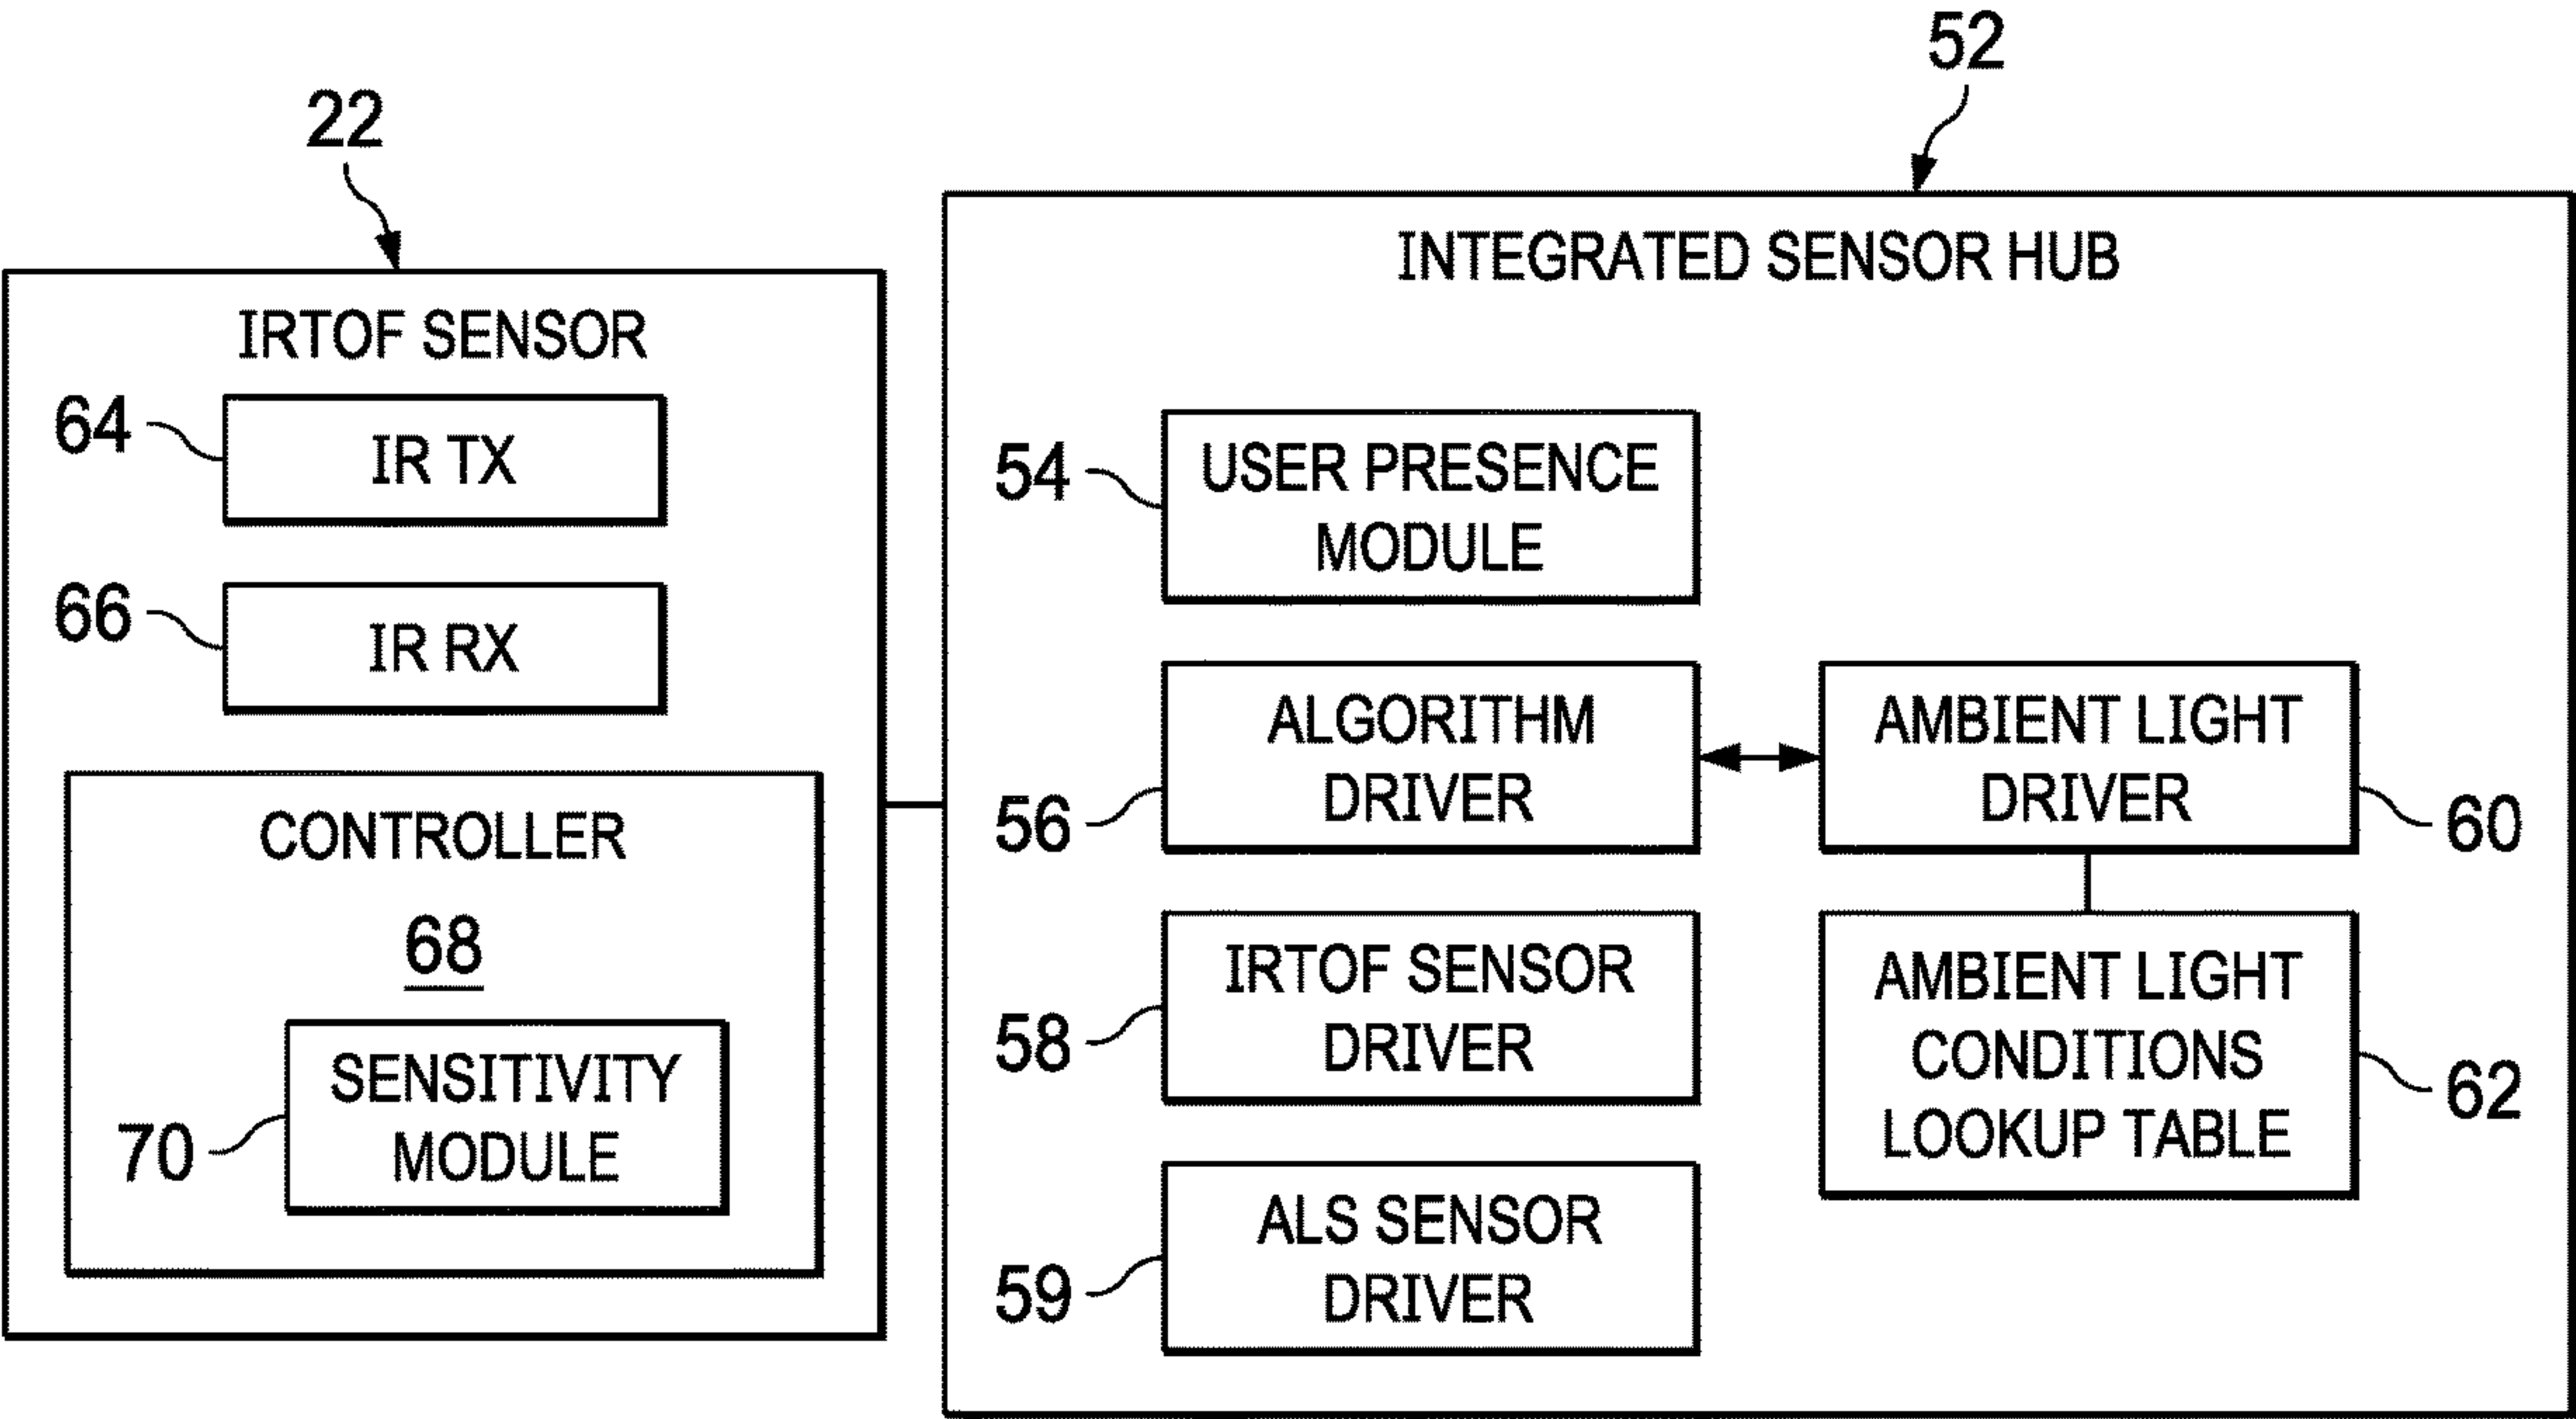 22
IRTOF SENSOR
64
IR TX
66
IR RX
CONTROLLER
68
SENSITIVITY
MODULE
70
52
INTEGRATED SENSOR HUB
54
USER PRESENCE
MODULE
ALGORITHM
DRIVER
56
AMBIENT LIGHT
DRIVER
60
IRTOF SENSOR
DRIVER
58
AMBIENT LIGHT
CONDITIONS
LOOKUP TABLE
62
ALS SENSOR
DRIVER
59